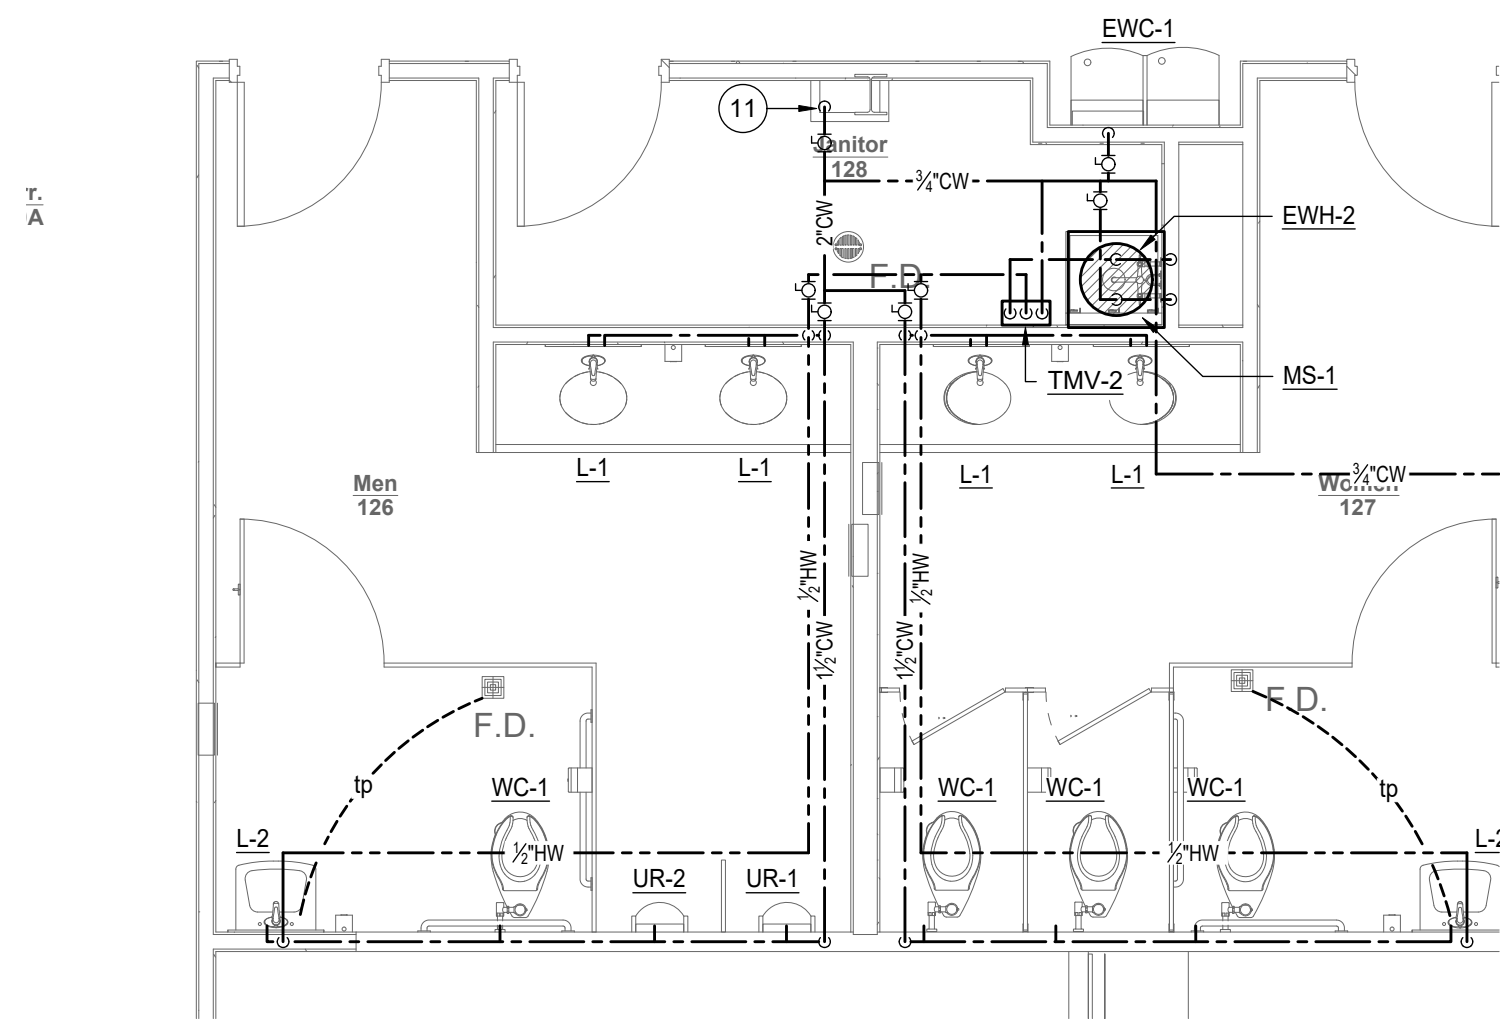 EWC-1
11
Janitor
128
¾"CW
r.
A
2"CW
EWH-2
F.D.
TMV-2
MS-1
L-1
L-1
L-1
L-1
Men
126
¾"CW
Women
127
½"HW
½"HW
1½"CW
1½"CW
F.D.
F.D.
tp
WC-1
WC-1
WC-1
WC-1
tp
L-2
½"HW
½"HW
L-2
UR-2
UR-1